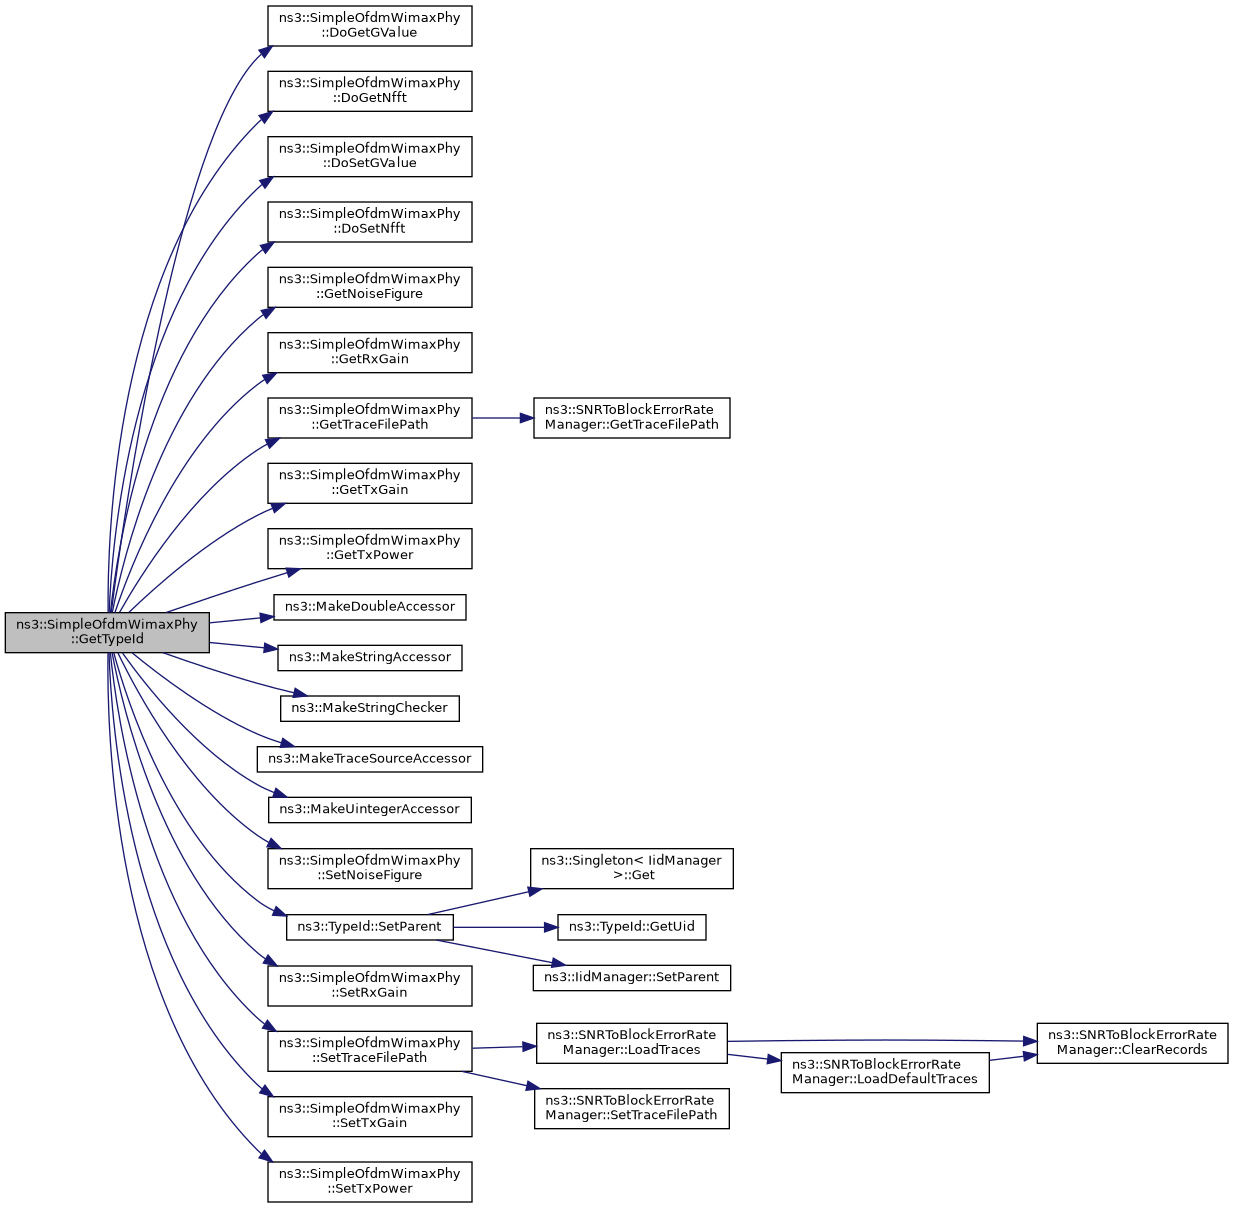 ns3::SimpleOfdmWimaxPhy
::DoGetGValue
ns3::SimpleOfdmWimaxPhy
::DoGetNfft
ns3::SimpleOfdmWimaxPhy
::DoSetGValue
ns3::SimpleOfdmWimaxPhy
::DoSetNfft
ns3::SimpleOfdmWimaxPhy
::GetNoiseFigure
ns3::SimpleOfdmWimaxPhy
::GetRxGain
ns3::SimpleOfdmWimaxPhy
::GetTraceFilePath
ns3::SNRToBlockErrorRate
Manager::GetTraceFilePath
ns3::SimpleOfdmWimaxPhy
::GetTxGain
ns3::SimpleOfdmWimaxPhy
::GetTxPower
ns3::MakeDoubleAccessor
ns3::SimpleOfdmWimaxPhy
::GetTypeId
ns3::MakeStringAccessor
ns3::MakeStringChecker
ns3::MakeTraceSourceAccessor
ns3::MakeUintegerAccessor
ns3::SimpleOfdmWimaxPhy
::SetNoiseFigure
ns3::Singleton< IidManager
>::Get
ns3::TypeId::SetParent
ns3::TypeId::GetUid
ns3::IidManager::SetParent
ns3::SimpleOfdmWimaxPhy
::SetRxGain
ns3::SimpleOfdmWimaxPhy
::SetTraceFilePath
ns3::SNRToBlockErrorRate
Manager::LoadTraces
ns3::SNRToBlockErrorRate
Manager::ClearRecords
ns3::SNRToBlockErrorRate
Manager::LoadDefaultTraces
ns3::SNRToBlockErrorRate
Manager::SetTraceFilePath
ns3::SimpleOfdmWimaxPhy
::SetTxGain
ns3::SimpleOfdmWimaxPhy
::SetTxPower